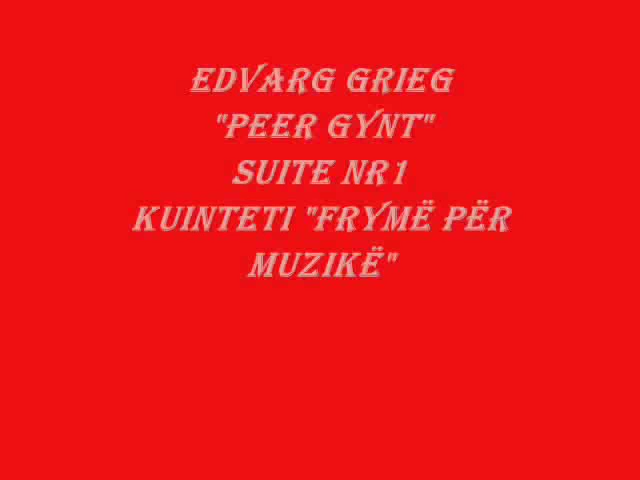 EDVARG GRIEG
"PEER GYNT"
SUITE NR1
KUINTETI "FRYMË PËR
MUZIKË"